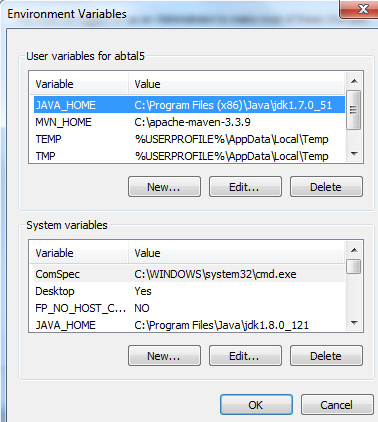 Environment Variables
User variables for abtal5
Variable Value
JAVA_HOME C:\Program Files (x86)\Java\jdk1.7.0_51
MVN_HOME C:\apache-maven-3.3.9
TEMP %USERPROFILE%\AppData\Local\Temp
TMP %USERPROFILE%\AppData\Local\Temp
New... Edit... Delete
System variables
Variable Value
ComSpec C:\WINDOWS\system32\cmd.exe
Desktop Yes
FP_NO_HOST_C... NO
JAVA_HOME C:\Program Files\Java\jdk1.8.0_121
New... Edit... Delete
OK Cancel